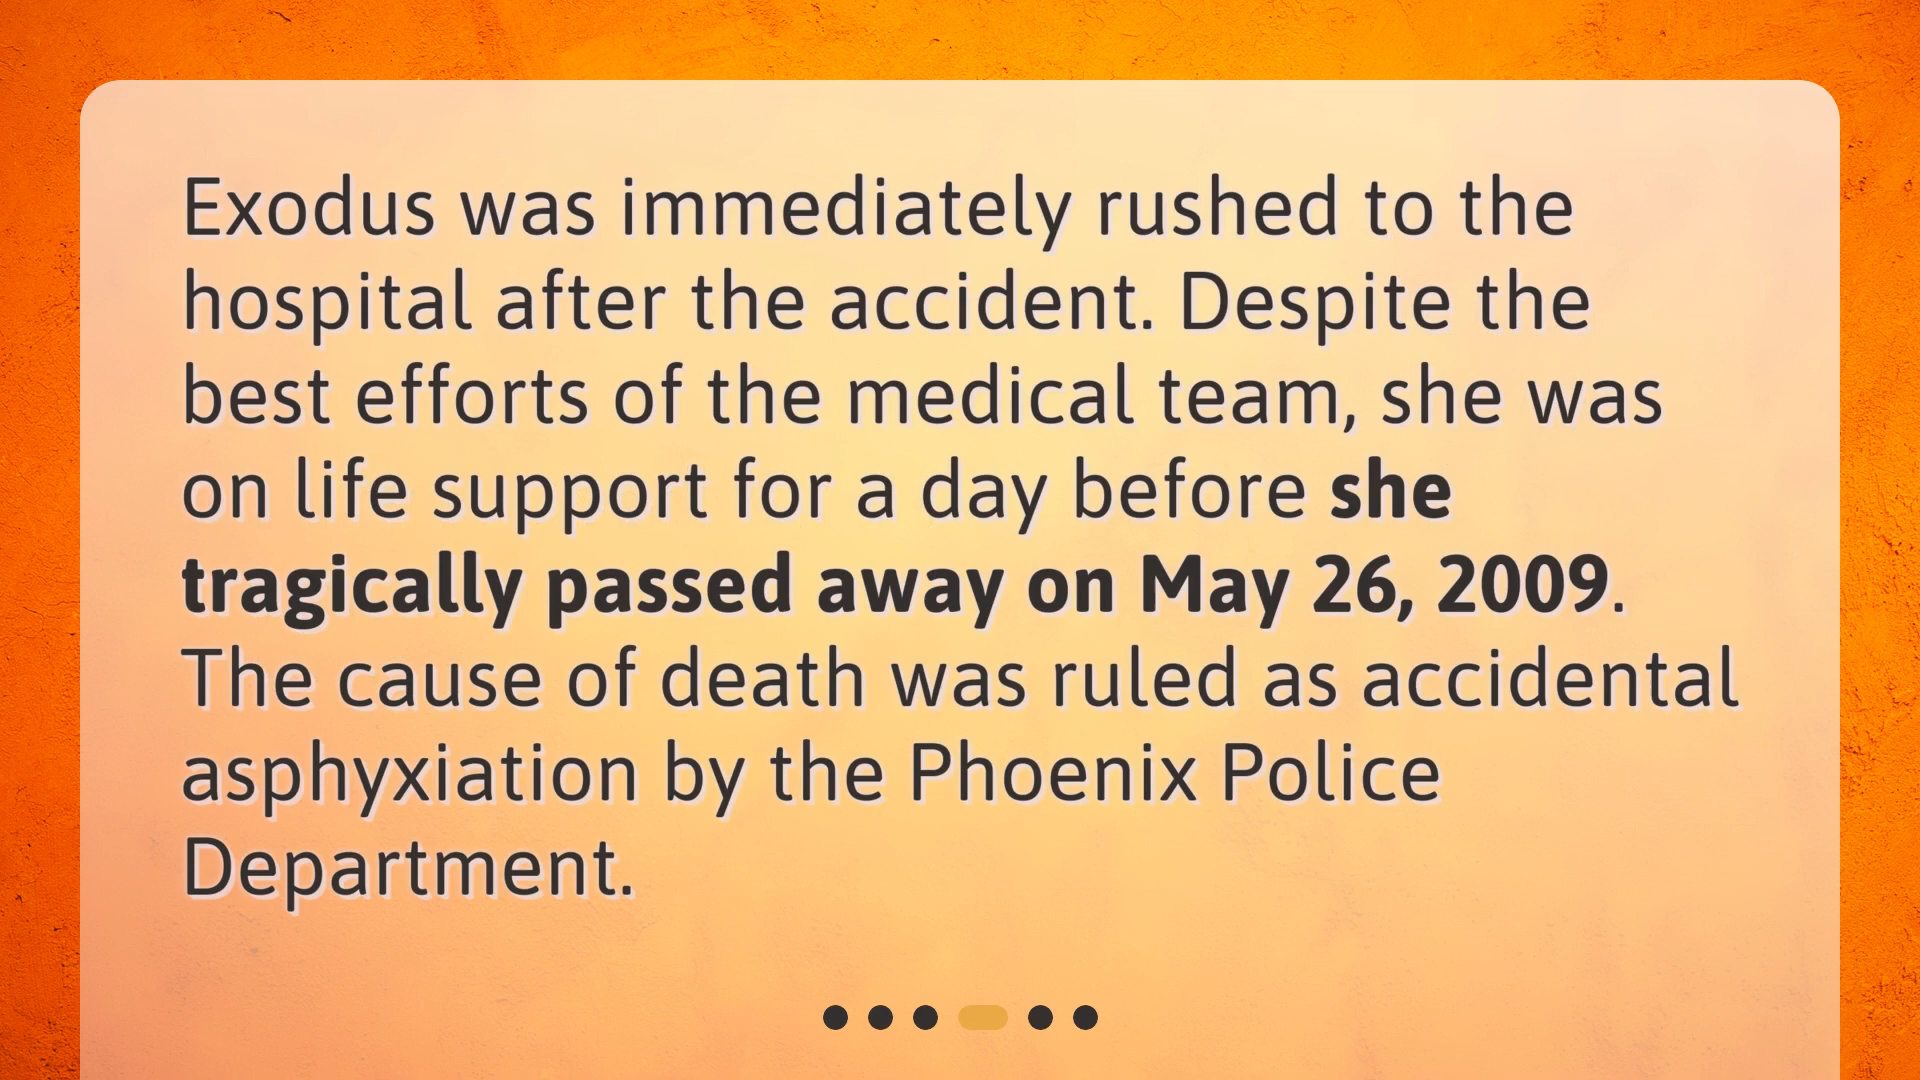 Exodus was immediately rushed to the
hospital after the accident. Despite the
best efforts of the medical team, she was
on life support for a day before she
tragically passed away on May 26, 2009.
The cause of death was ruled as accidental
asphyxiation by the Phoenix Police
Department.